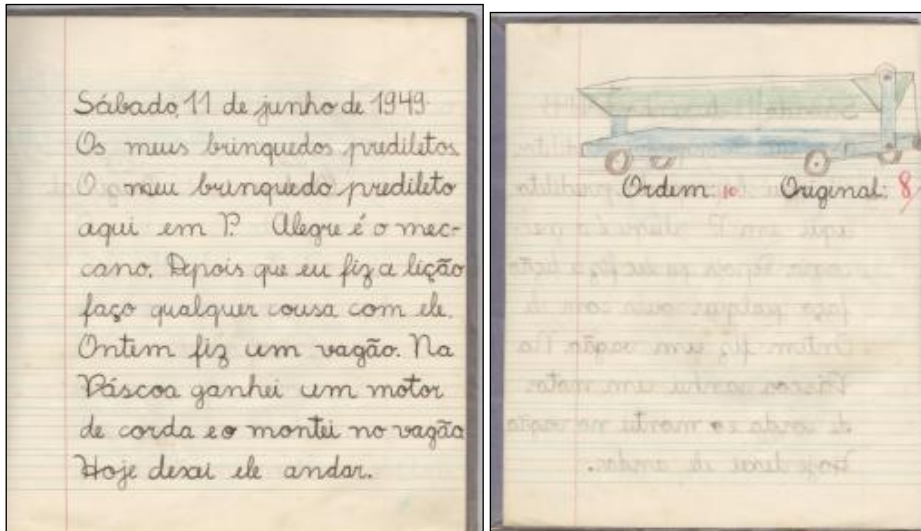 Sábado, 11 de junho de 1949.
Os meus brinquedos prediletos.
O meu brinquedo predileto
aqui em P. Alegre é o mec-
cano. Depois que eu fiz a lição
faço qualquer cousa com ele.
Ontem fiz um vagão. Na
Páscoa ganhei um motor
de corda e o montei no vagão
Hoje dexei ele andar.
Ordem: 10. Original: 8